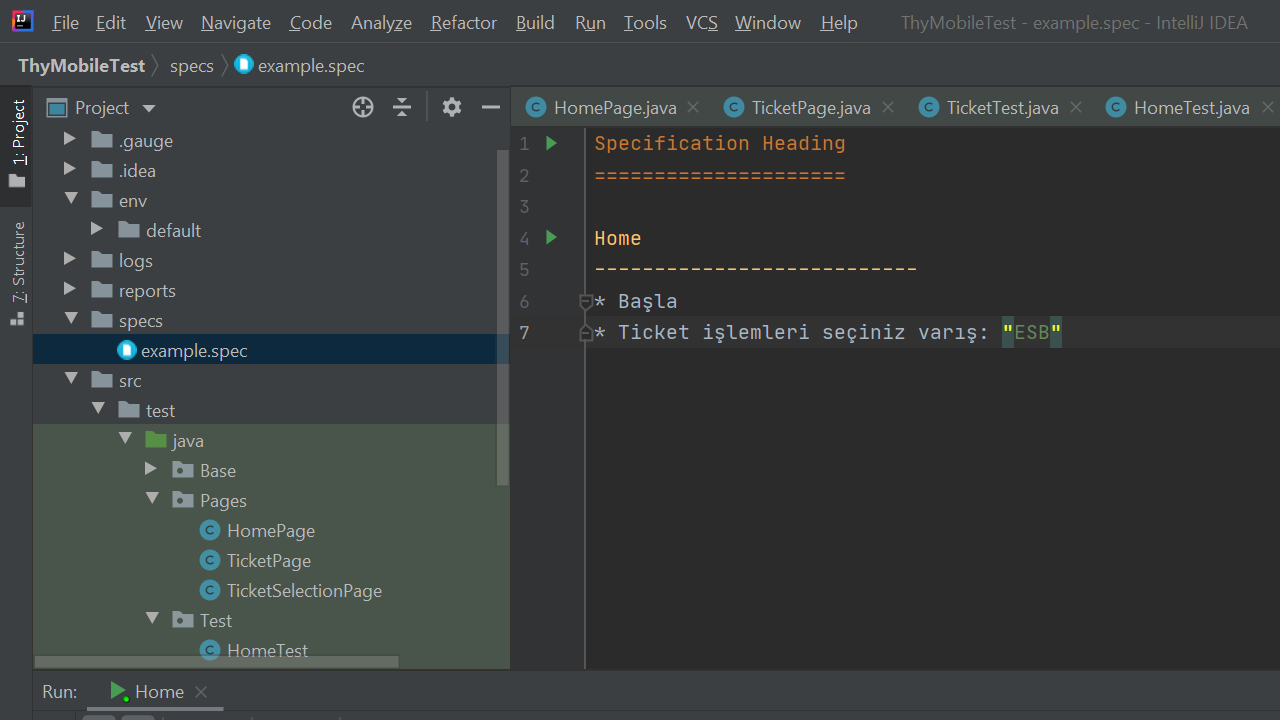 File Edit View Navigate Code Analyze Refactor Build Run Tools VCS Window Help ThyMobileTest - example.spec - IntelliJ IDEA
ThyMobileTest specs example.spec
1: Project
7: Structure
Project
.gauge
.idea
env
default
logs
reports
specs
example.spec
src
test
java
Base
Pages
HomePage
TicketPage
TicketSelectionPage
Test
HomeTest
HomePage.java TicketPage.java TicketTest.java HomeTest.java
1 Specification Heading
2 =====================
3
4 Home
5 ---------------------------
6 * Başla
7 * Ticket işlemleri seçiniz varış: "ESB"
Run: Home